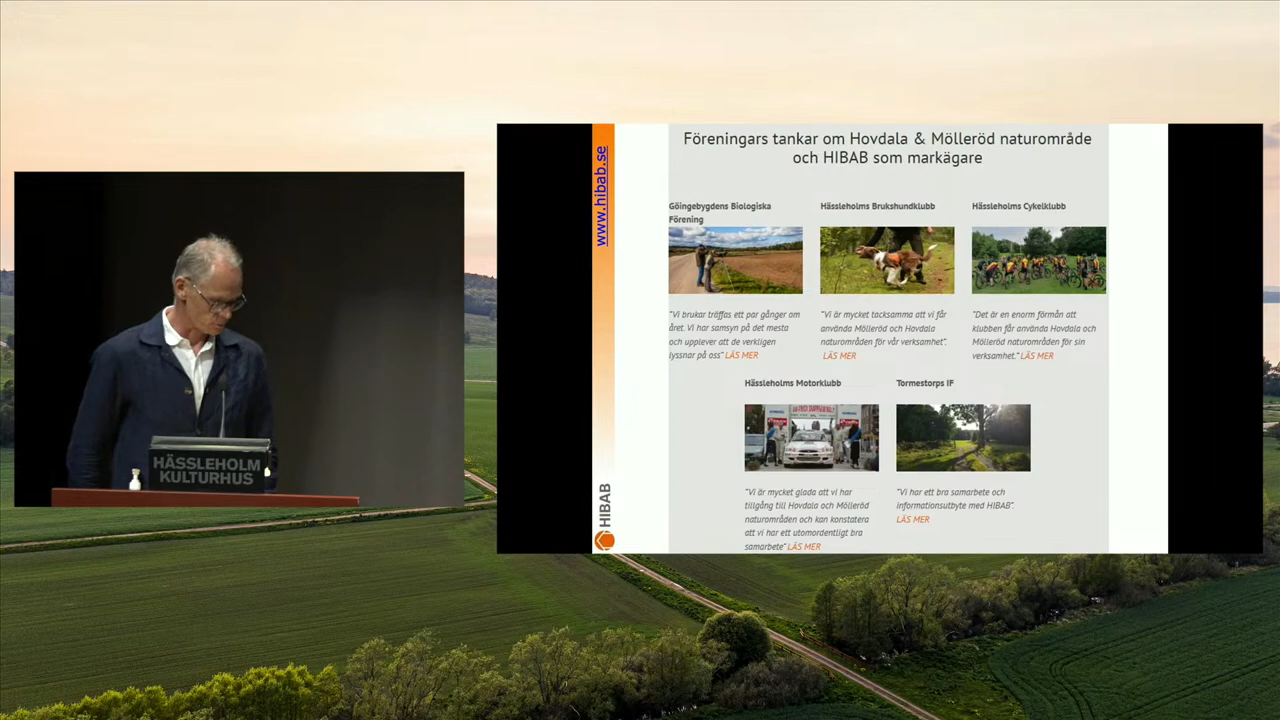 HÄSSLEHOLM
KULTURHUS
www.hibab.se
HIBAB
Föreningars tankar om Hovdala & Mölleröd naturområde
och HIBAB som markägare
Göingebygdens Biologiska
Förening
"Vi brukar träffas ett par gånger om
året. Vi har samsyn på det mesta
och upplever att de verkligen
lyssnar på oss" LÄS MER
Hässleholms Brukshundklubb
"Vi är mycket tacksamma att vi får
använda Mölleröd och Hovdala
naturområden för vår verksamhet".
LÄS MER
Hässleholms Cykelklubb
"Det är en enorm förmån att
klubben får använda Hovdala och
Mölleröd naturområden för sin
verksamhet." LÄS MER
Hässleholms Motorklubb
"Vi är mycket glada att vi har
tillgång till Hovdala och Mölleröd
naturområden och kan konstatera
att vi har ett utomordentligt bra
samarbete" LÄS MER
Tormestorps IF
"Vi har ett bra samarbete och
informationsutbyte med HIBAB".
LÄS MER